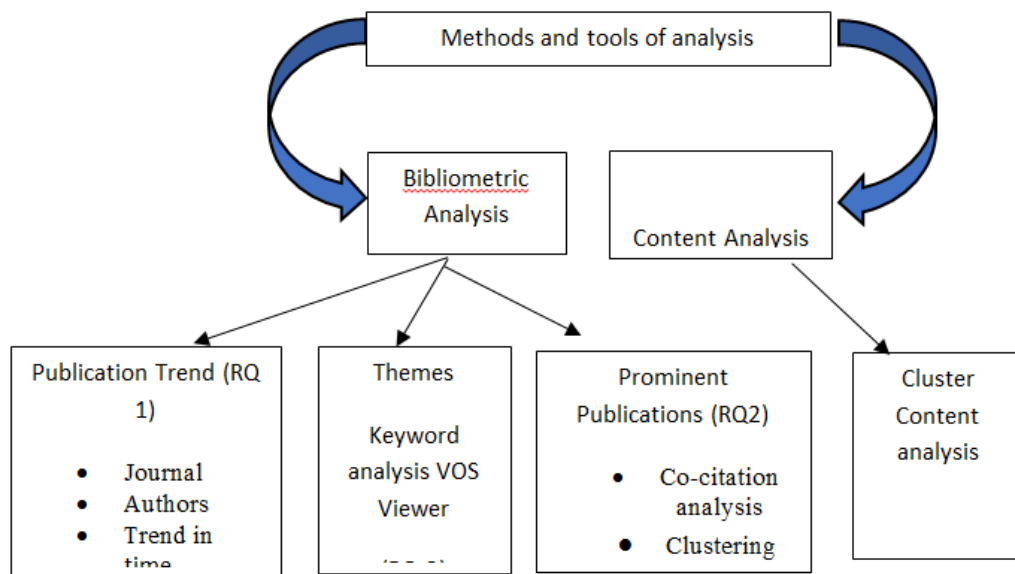 Methods and tools of analysis
Bibliometric
Analysis
Content Analysis
Publication Trend (RQ
1)
• Journal
• Authors
• Trend in
time
Themes
Keyword
analysis VOS
Viewer
Prominent
Publications (RQ2)
• Co-citation
analysis
• Clustering
Cluster
Content
analysis